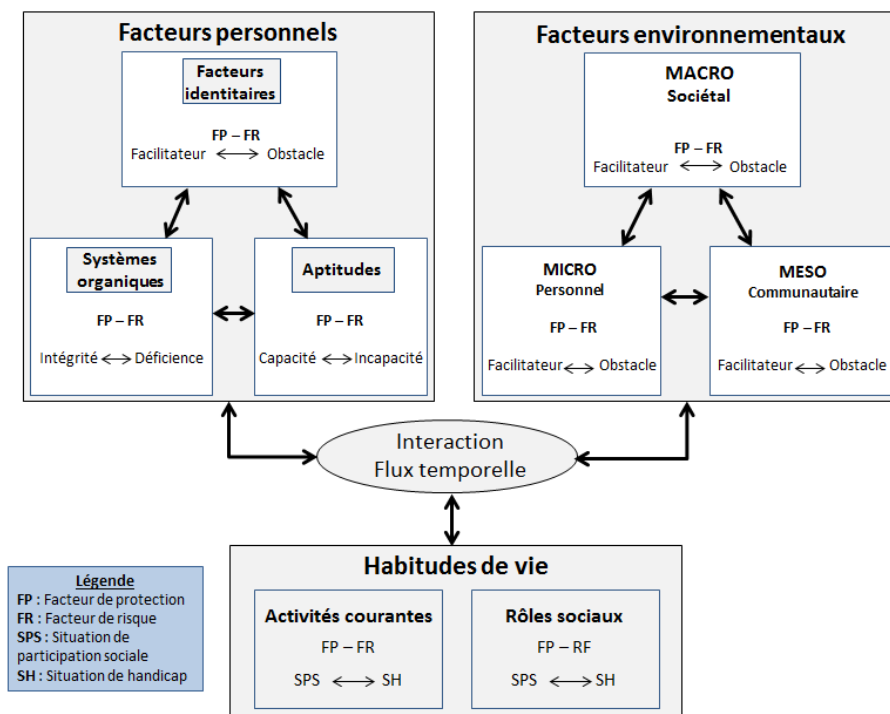 Facteurs personnels
Facteurs
identitaires
FP – FR
Facilitateur
Obstacle
Systèmes
organiques
FP – FR
Intégrité
Déficience
Aptitudes
FP – FR
Capacité
Incapacité
Facteurs environnementaux
MACRO
Sociétal
FP – FR
Facilitateur
Obstacle
MICRO
Personnel
FP – FR
Facilitateur
Obstacle
MESO
Communautaire
FP – FR
Facilitateur
Obstacle
Interaction
Flux temporelle
Habitudes de vie
Activités courantes
FP – FR
SPS
SH
Rôles sociaux
FP – RF
SPS
SH
Légende
FP : Facteur de protection
FR : Facteur de risque
SPS : Situation de
participation sociale
SH : Situation de handicap